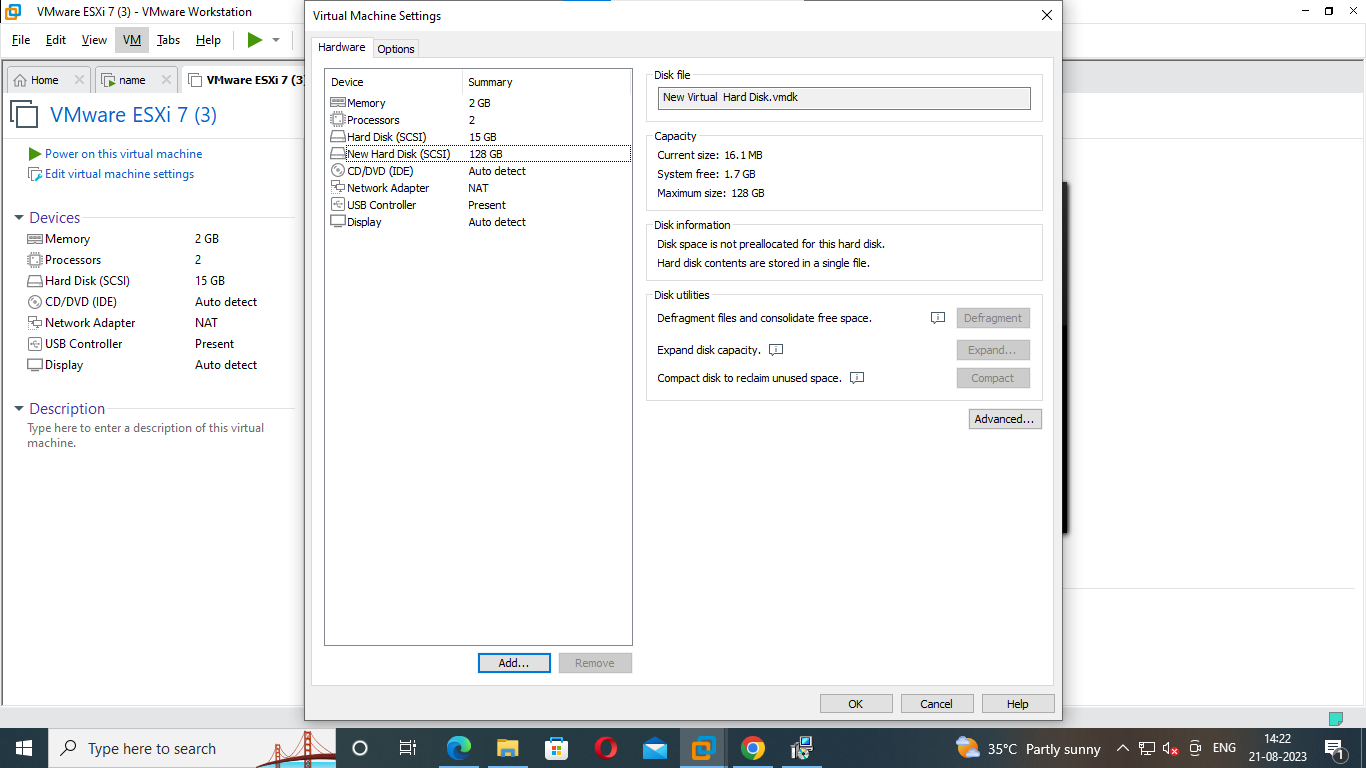 VMware ESXi 7 (3) - VMware Workstation
File Edit View VM Tabs Help
Home name VMware ESXi 7 (3)
VMware ESXi 7 (3)
Power on this virtual machine
Edit virtual machine settings
Devices
Memory 2 GB
Processors 2
Hard Disk (SCSI) 15 GB
CD/DVD (IDE) Auto detect
Network Adapter NAT
USB Controller Present
Display Auto detect
Description
Type here to enter a description of this virtual
machine.
Virtual Machine Settings
Hardware Options
Device Summary
Memory 2 GB
Processors 2
Hard Disk (SCSI) 15 GB
New Hard Disk (SCSI) 128 GB
CD/DVD (IDE) Auto detect
Network Adapter NAT
USB Controller Present
Display Auto detect
Add... Remove
Disk file
New Virtual  Hard Disk.vmdk
Capacity
Current size: 16.1 MB
System free: 1.7 GB
Maximum size: 128 GB
Disk information
Disk space is not preallocated for this hard disk.
Hard disk contents are stored in a single file.
Disk utilities
Defragment files and consolidate free space. Defragment
Expand disk capacity. Expand...
Compact disk to reclaim unused space. Compact
Advanced...
OK Cancel Help
Type here to search
35°C Partly sunny
ENG
14:22
21-08-2023
1